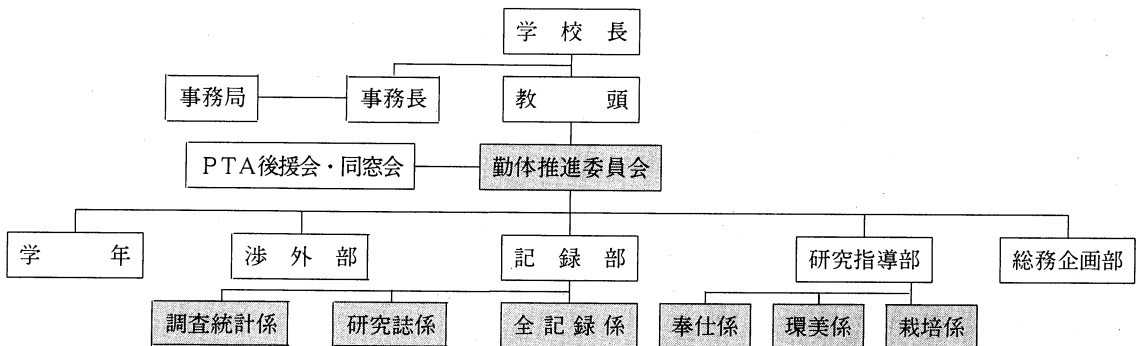 学校長
事務局 事務長 教頭
PTA後援会・同窓会 勤体推進委員会
学年 渉外部 記録部 研究指導部 総務企画部
調査統計係 研究誌係 全記録係 奉仕係 環美係 栽培係